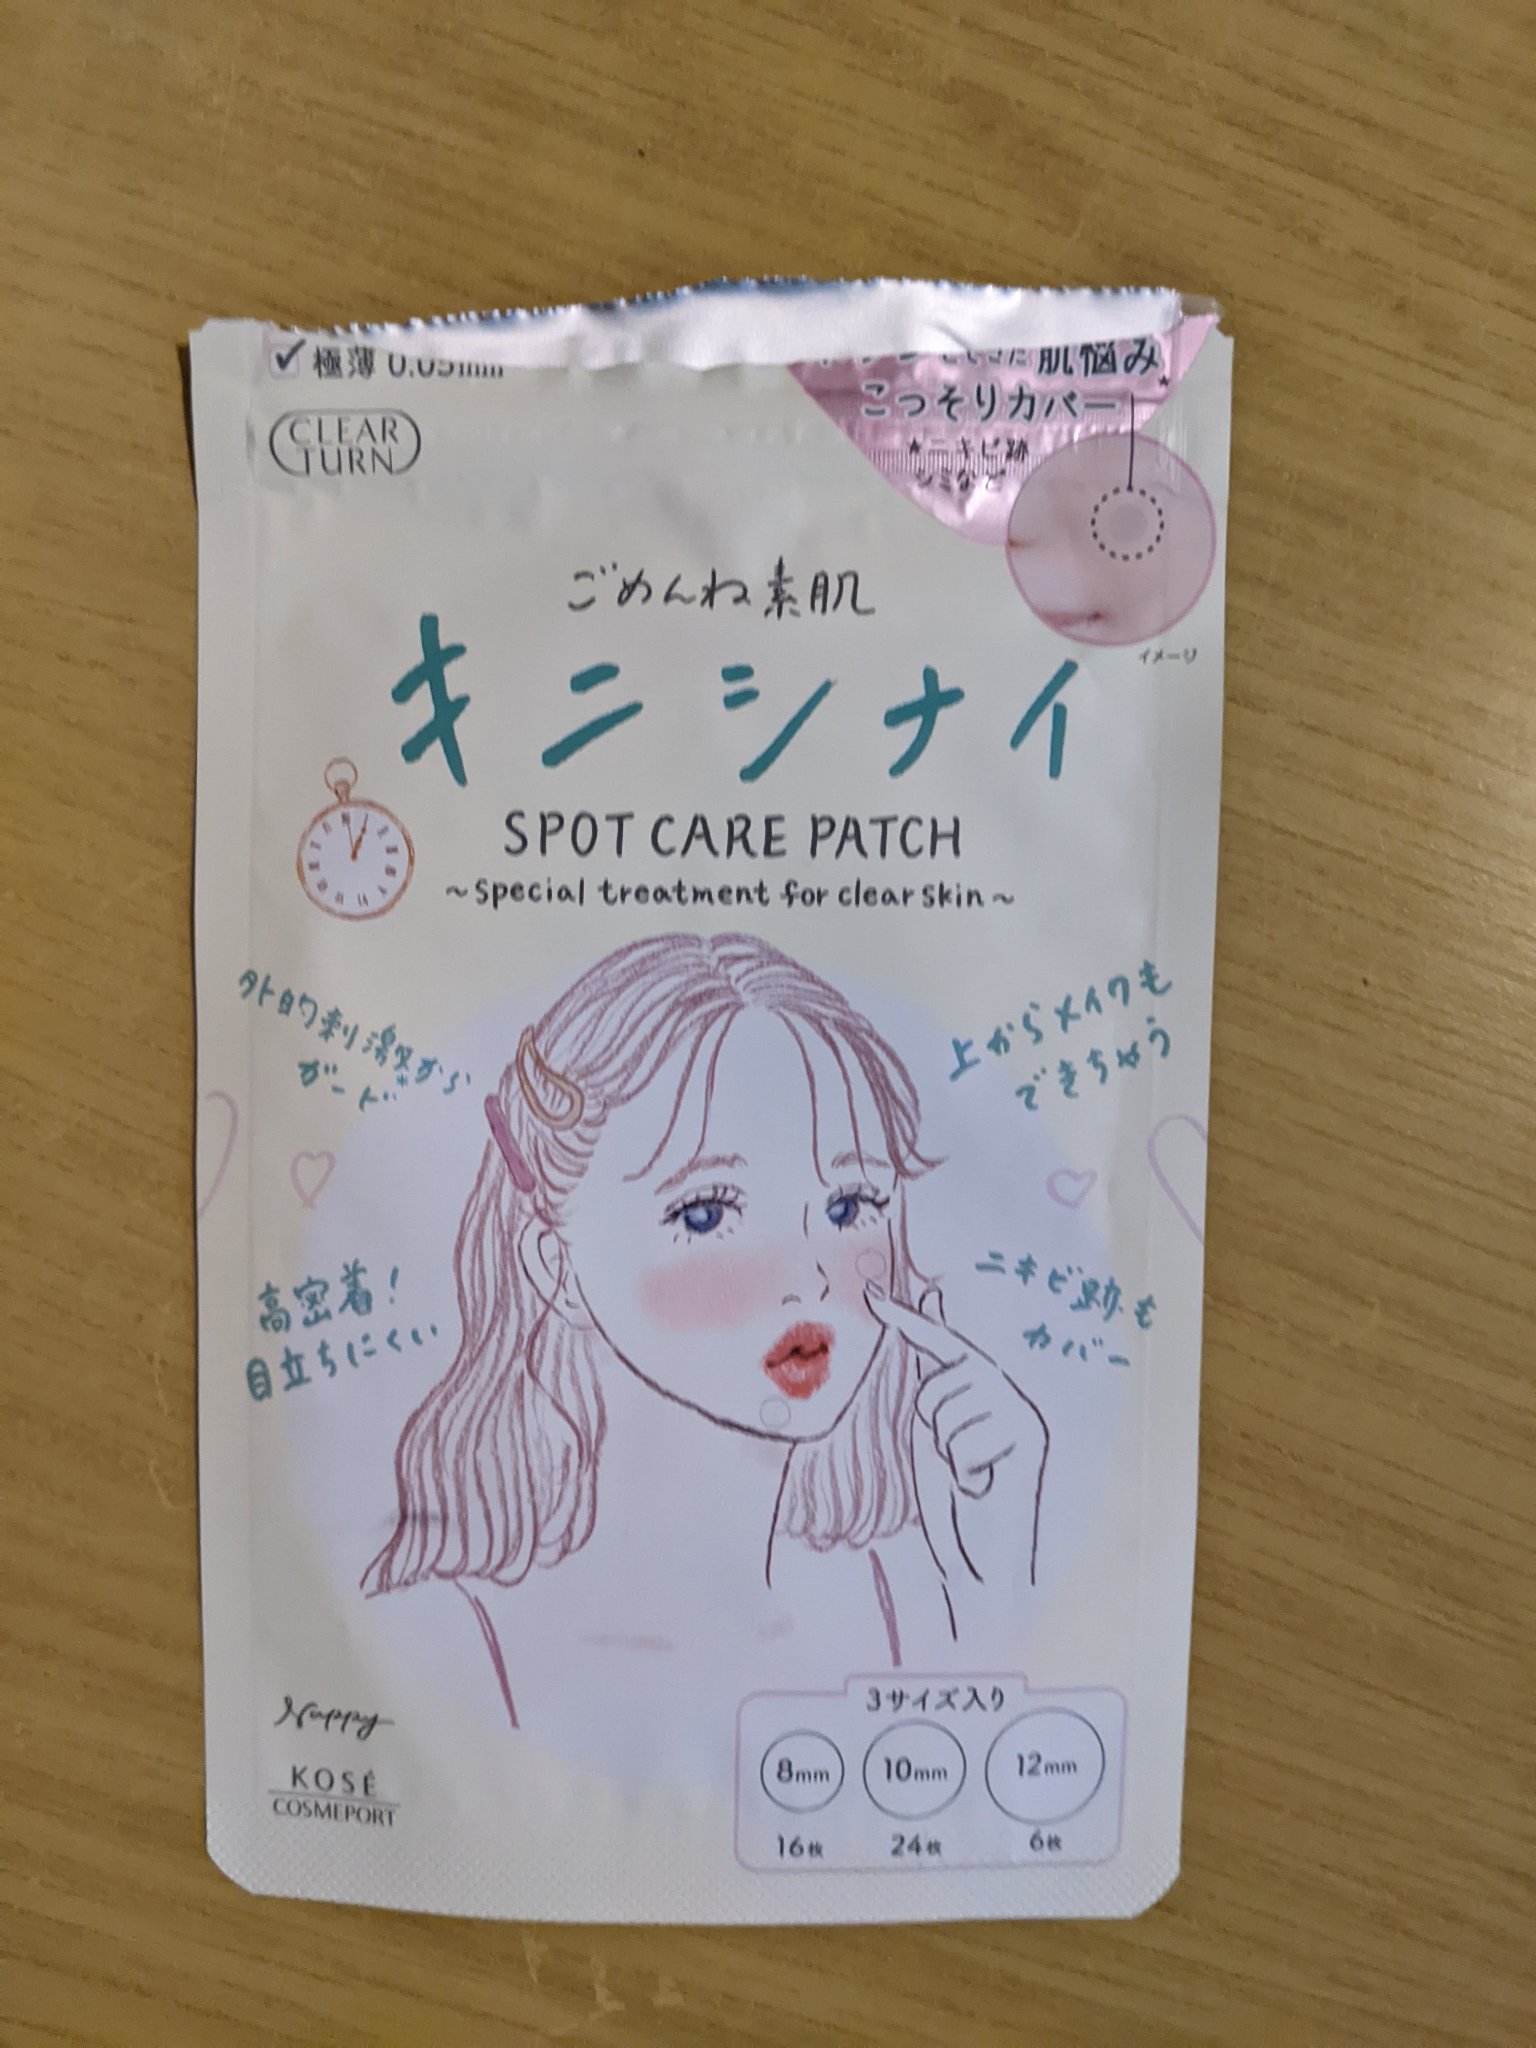 極薄 0.05mm
肌悩み
こっそりカバー
*ニキビ跡
シミなど
CLEAR
TURN
イメージ
ごめんね素肌
キニシナイ
SPOT CARE PATCH
~Special treatment for clear skin~
外的刺激から
ガード*
上からメイクも
できちゃう
高密着!
目立ちにくい
ニキビ跡も
カバー
Nappy
KOSÉ
COSMEPORT
3サイズ入り
8mm 10mm 12mm
16枚 24枚 6枚